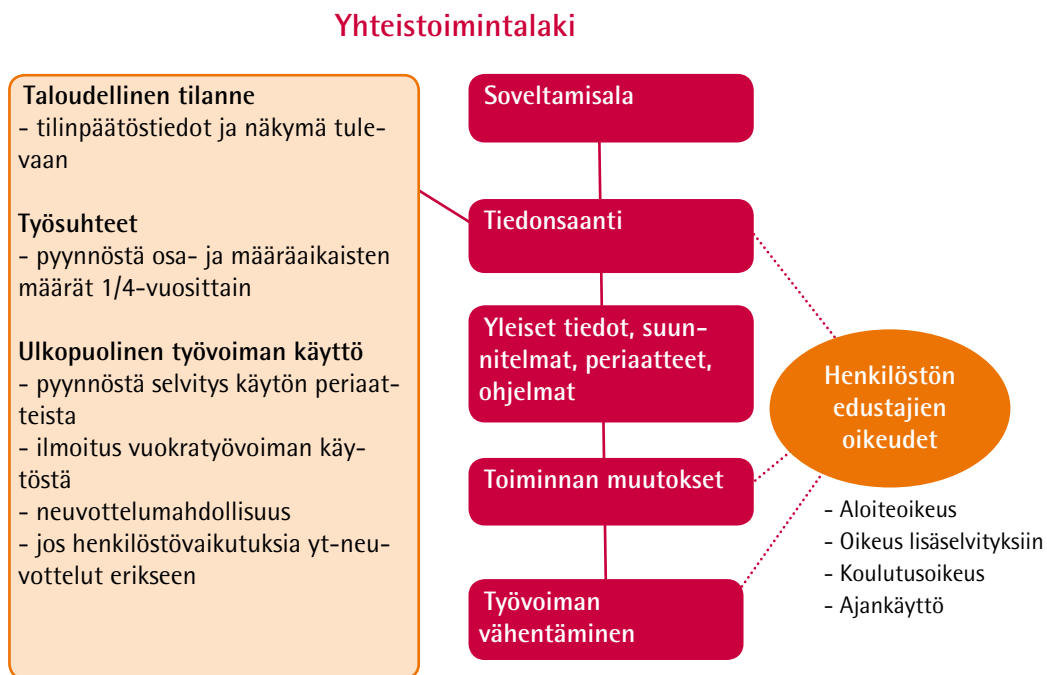 Yhteistoimintalaki
Taloudellinen tilanne
- tilinpäätöstiedot ja näkymä tule-
vaan
Työsuhteet
- pyynnöstä osa- ja määräaikaisten
määrät 1/4-vuosittain
Ulkopuolinen työvoiman käyttö
- pyynnöstä selvitys käytön periaat-
teista
- ilmoitus vuokratyövoiman käy-
töstä
- neuvottelumahdollisuus
- jos henkilöstövaikutuksia yt-neu-
vottelut erikseen
Soveltamisala
Tiedonsaanti
Yleiset tiedot, suun-
nitelmat, periaatteet,
ohjelmat
Toiminnan muutokset
Työvoiman
vähentäminen
Henkilöstön
edustajien
oikeudet
- Aloiteoikeus
- Oikeus lisäselvityksiin
- Koulutusoikeus
- Ajankäyttö